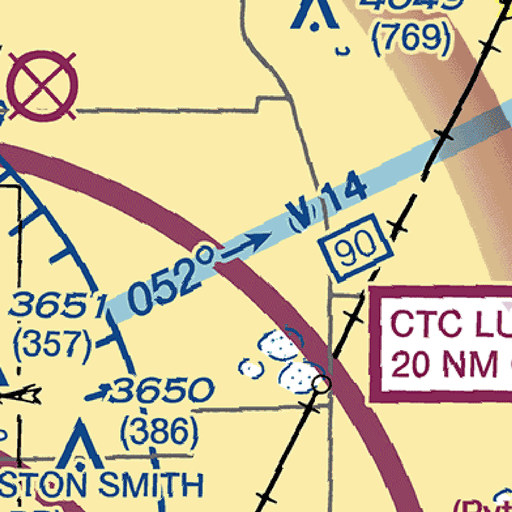 4049
(769)
V 14
052°
90
3651
(357)
CTC LU
20 NM
3650
(386)
STON SMITH